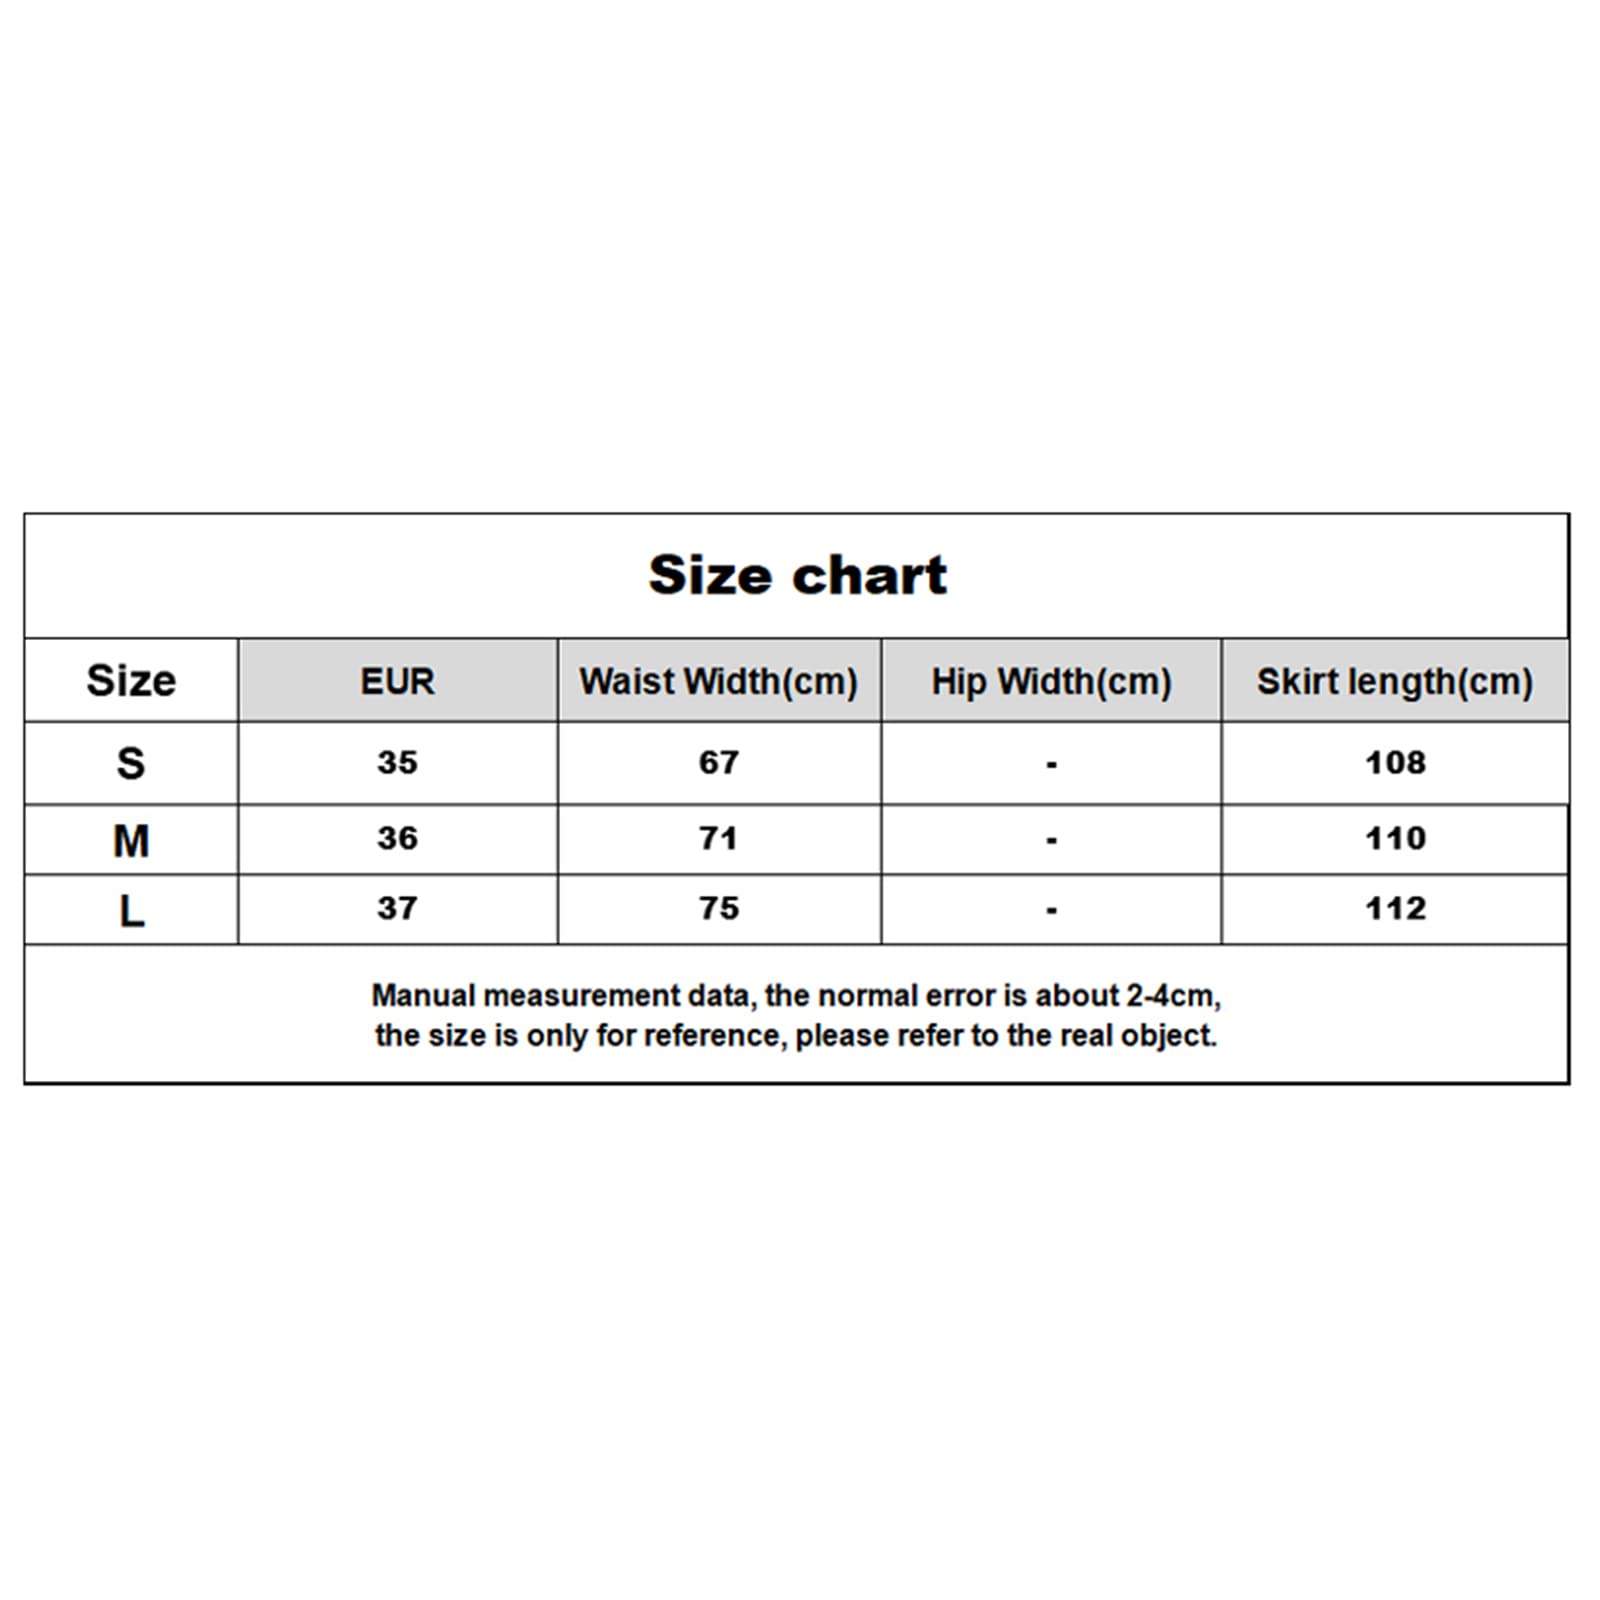 Size chart
Size EUR Waist Width(cm) Hip Width(cm) Skirt length(cm)
S 35 67 - 108
M 36 71 - 110
L 37 75 - 112
Manual measurement data, the normal error is about 2-4cm,
the size is only for reference, please refer to the real object.